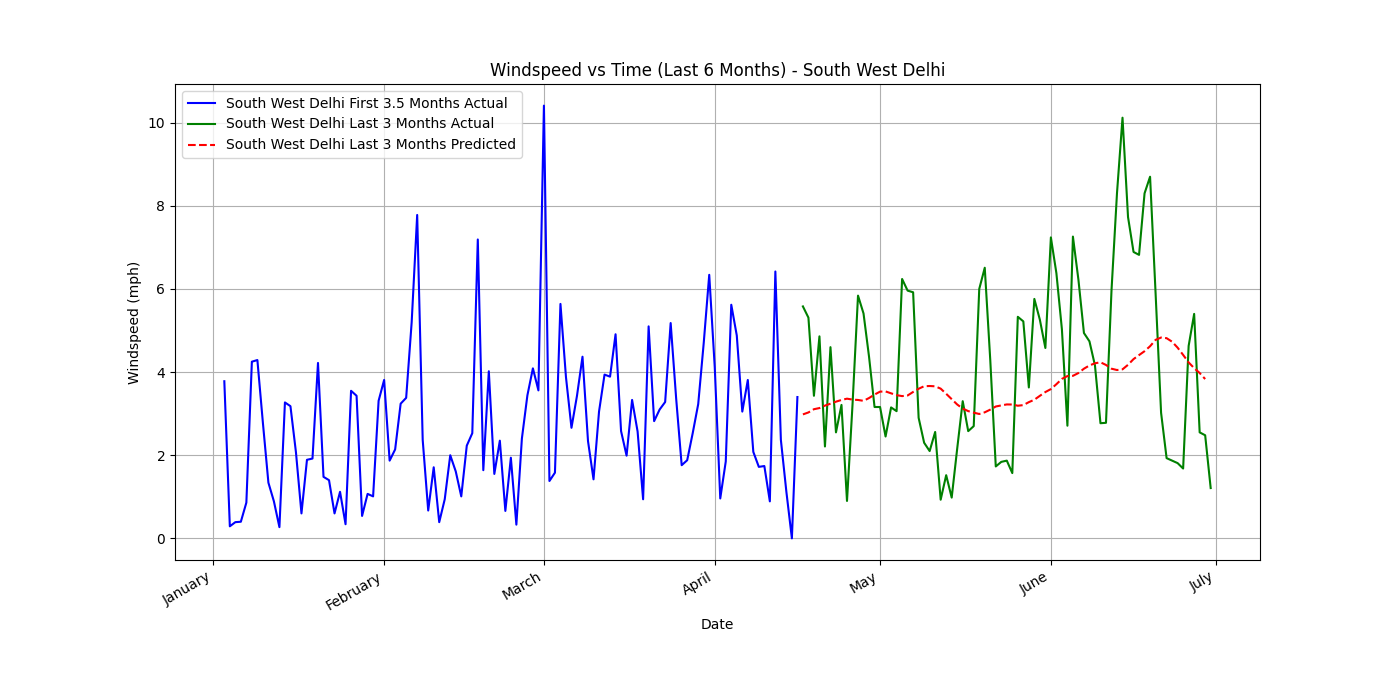 Windspeed vs Time (Last 6 Months) - South West Delhi
South West Delhi First 3.5 Months Actual
South West Delhi Last 3 Months Actual
South West Delhi Last 3 Months Predicted
10
8
6
4
2
0
Windspeed (mph)
January
February
March
April
May
June
July
Date